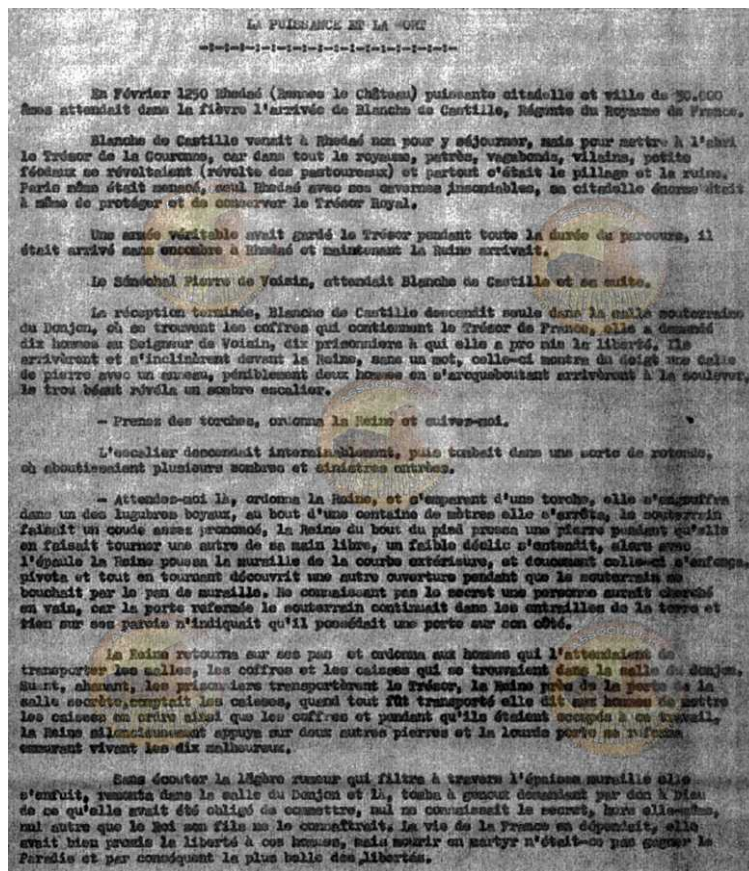 LA PUISSANCE ET LA MORT
-:-:-:-:-:-:-:-:-:-:-:-:-:-:-:-
En Février 1250 Rhedaé (Rennes le Château) puissante citadelle et ville de 30.000
âmes attendait dans la fièvre l'arrivée de Blanche de Castille, Régente du Royaume de France.
Blanche de Castille venait à Rhedaé non pour y séjourner, mais pour mettre à l'abri
le Trésor de la Couronne, car dans tout le royaume, patrès, vagabonds, vilains, petits
féodaux se révoltaient (révolte des pastoureaux) et partout c'était le pillage et la ruine.
Paris même était menacé, seul Rhedaé avec ses cavernes insoniables, sa citadelle énorme était
à même de protéger et de conserver le Trésor Royal.
Une armée véritable avait gardé le Trésor pendant toute la durée du parcours, il
était arrivé sans encombre à Rhedaé et maintenant la Reine arrivait.
Le Sénéchal Pierre de Voisin, attendait Blanche de Castille et sa suite.
La réception terminée, Blanche de Castille descendit seule dans la salle souterraine
du Donjon, où se trouvent les coffres qui contiennent le Trésor de France, elle a demandé
dix hommes au Seigneur de Voisin, dix prisonniers à qui elle a pro mis la liberté. Ils
arrivèrent et s'inclinèrent devant la Reine, sans un mot, celle-ci montra du doigt une dalle
de pierre avec un anneau, péniblement deux hommes en s'arqueboutant arrivèrent à la soulever,
le trou béant révéla un sombre escalier.
- Prenez des torches, ordonna la Reine et suivez-moi.
L'escalier descendait interminablement, puis tombait dans une sorte de rotonde,
où aboutissaient plusieurs sombres et sinistres entrées.
- Attendez-moi là, ordonna la Reine, et s'emparent d'une torche, elle s'engouffra
dans un des lugubres boyaux, au bout d'une centaine de mètres elle s'arrêta, le souterrain
faisait un coude assez prononcé, la Reine du bout du pied pressa une pierre pendant qu'elle
en faisait tourner une autre de sa main libre, un faible déclic s'entendit, alors avec
l'épaule la Reine poussa la muraille de la courbe extérieure, et doucement celle-ci s'enfonça,
pivota et tout en tournant découvrit une autre ouverture pendant que le souterrain se
bouchait par le pan de muraille. Ne connaissant pas le secret une personne aurait cherché
en vain, car la porte refermée le souterrain continuait dans les entrailles de la terre et
rien sur ses parois n'indiquait qu'il possédait une porte sur son côté.
La Reine retourna sur ses pas et ordonna aux hommes qui l'attendaient de
transporter les malles, les coffres et les caisses qui se trouvaient dans la salle du donjon.
Suant, ahanant, les prisonniers transportèrent le Trésor, la Reine près de la porte de la
salle secrète, comptait les caisses, quand tout fût transporté elle dit aux hommes de mettre
les caisses en ordre ainsi que les coffres et pendant qu'ils étaient occupés à ce travail,
la Reine silencieusement appuya sur deux autres pierres et la lourde porte se referma
emmurant vivant les dix malheureux.
Sans écouter la légère rumeur qui filtre à travers l'épaisse muraille elle
s'enfuit, remonta dans la salle du Donjon et là, tomba à genoux demandant par don à Dieu
de ce qu'elle avait été obligé de commettre, nul ne connaissait le secret, hors elle-même,
nul autre que le Roi son fils ne le connaîtrait. La vie de la France en dépendait, elle
avait bien promis la liberté à ces hommes, mais mourir en martyr n'était-ce pas gagner le
Paradis et par conséquent la plus belle des libertés.